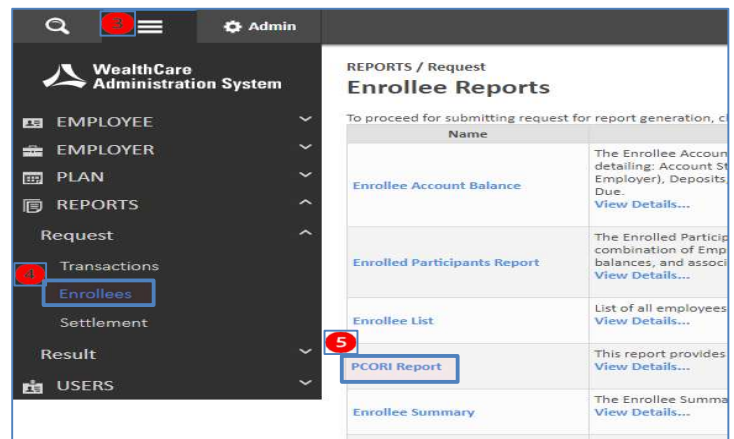 3
Admin
WealthCare
Administration System
EMPLOYEE
EMPLOYER
PLAN
REPORTS
Request
Transactions
4
Enrollees
Settlement
Result
USERS
REPORTS / Request
Enrollee Reports
To proceed for submitting request for report generation, c
Name
Enrollee Account Balance
The Enrollee Accoun
detailing: Account St
Employer), Deposits,
Due.
View Details...
Enrolled Participants Report
The Enrolled Particip
combination of Emp
balances, and associ
View Details...
Enrollee List
List of all employees
View Details...
5
PCORI Report
This report provides
View Details...
Enrollee Summary
The Enrollee Summa
View Details...